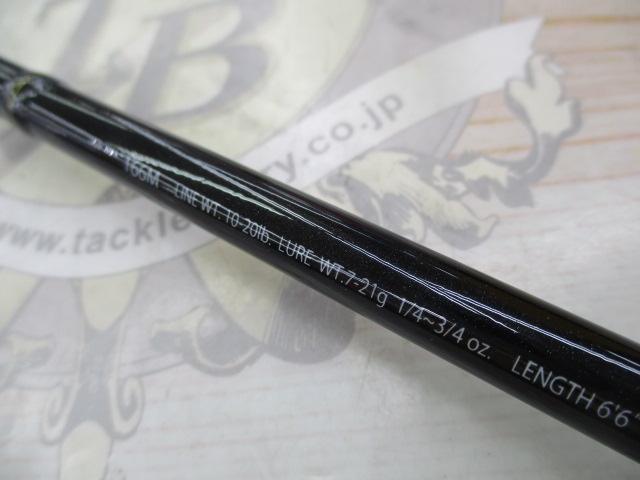 TB
www.tackle ry.co.jp
166M LINE WT. 10-20lb. LURE WT.7-21g 1/4~3/4 oz. LENGTH 6'6"